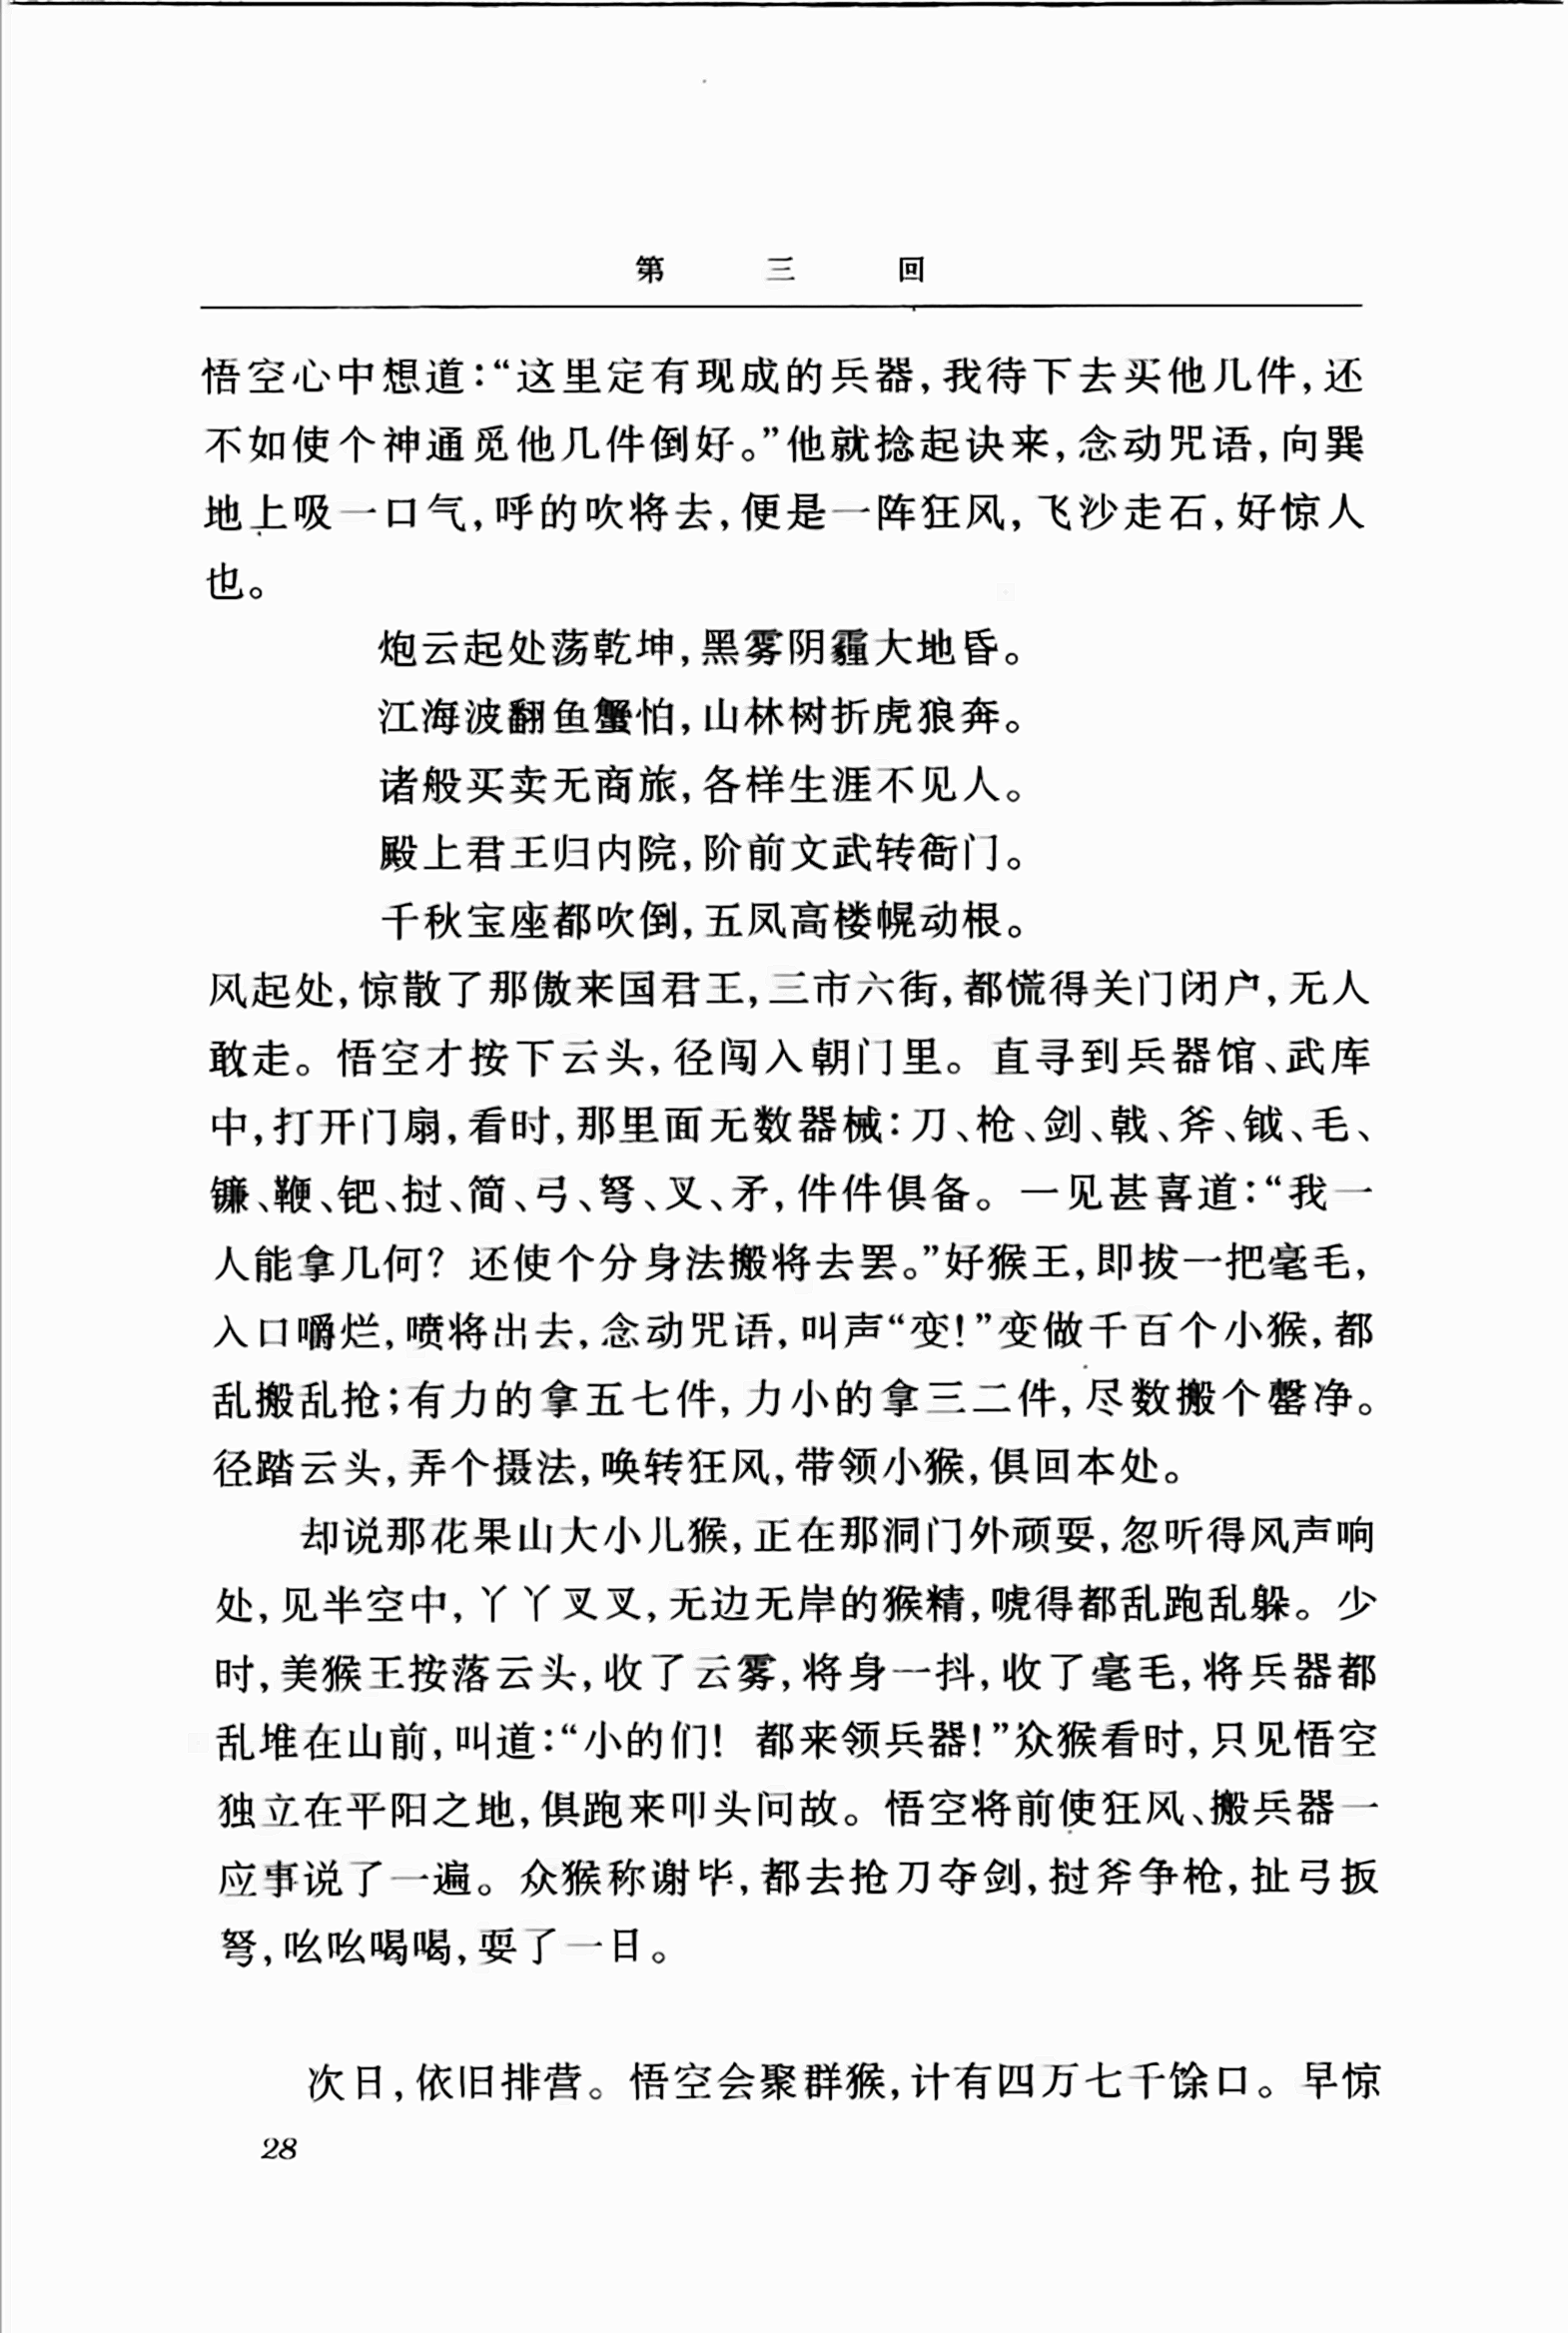 第三回
悟空心中想道：“这里定有现成的兵器，我待下去买他几件，还
不如使个神通觅他几件倒好。”他就捻起诀来，念动咒语，向巽
地上吸一口气，呼的吹将去，便是一阵狂风，飞沙走石，好惊人
也。
炮云起处荡乾坤，黑雾阴霾大地昏。
江海波翻鱼蟹怕，山林树折虎狼奔。
诸般买卖无商旅，各样生涯不见人。
殿上君王归内院，阶前文武转衙门。
千秋宝座都吹倒，五凤高楼幌动根。
风起处，惊散了那傲来国君王，三市六街，都慌得关门闭户，无人
敢走。悟空才按下云头，径闯入朝门里。直寻到兵器馆、武库
中，打开门扇，看时，那里面无数器械：刀、枪、剑、戟、斧、钺、毛、
镰、鞭、钯、挝、简、弓、弩、叉、矛，件件俱备。一见甚喜道：“我一
人能拿几何？还使个分身法搬将去罢。”好猴王，即拔一把毫毛，
入口嚼烂，喷将出去，念动咒语，叫声“变！”变做千百个小猴，都
乱搬乱抢；有力的拿五七件，力小的拿三二件，尽数搬个罄净。
径踏云头，弄个摄法，唤转狂风，带领小猴，俱回本处。
却说那花果山大小儿猴，正在那洞门外顽耍，忽听得风声响
处，见半空中，丫丫叉叉，无边无岸的猴精，唬得都乱跑乱躲。少
时，美猴王按落云头，收了云雾，将身一抖，收了毫毛，将兵器都
乱堆在山前，叫道：“小的们！都来领兵器！”众猴看时，只见悟空
独立在平阳之地，俱跑来叩头问故。悟空将前使狂风、搬兵器一
应事说了一遍。众猴称谢毕，都去抢刀夺剑，挝斧争枪，扯弓扳
弩，吆吆喝喝，耍了一日。
次日，依旧排营。悟空会聚群猴，计有四万七千馀口。早惊
28